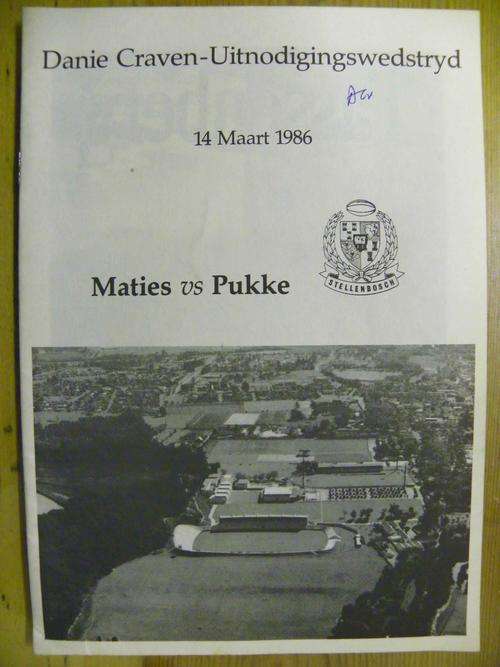 Danie Craven-Uitnodigingswedstryd
14 Maart 1986
Maties vs Pukke
STELLENBOSCH